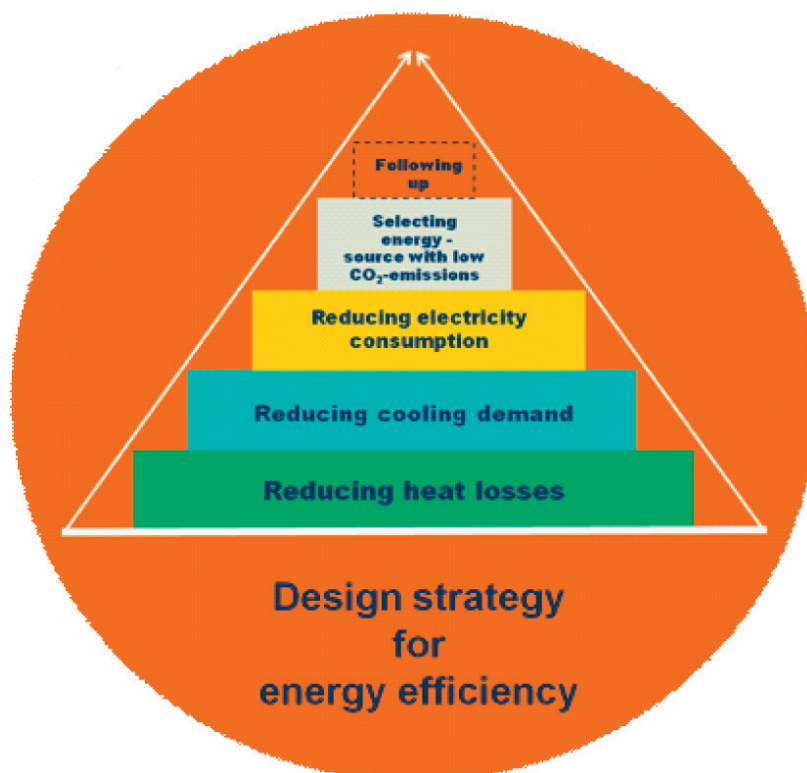 Following
up
Selecting
energy -
source with low
CO₂-emissions
Reducing electricity
consumption
Reducing cooling demand
Reducing heat losses
Design strategy
for
energy efficiency